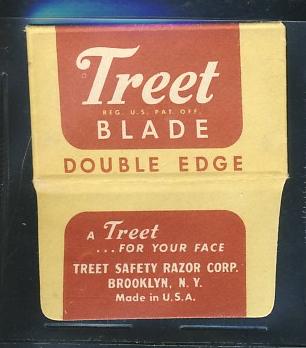 Treet
REG. U.S. PAT. OFF.
BLADE
DOUBLE EDGE
A Treet
...FOR YOUR FACE
TREET SAFETY RAZOR CORP.
BROOKLYN, N. Y.
Made in U.S.A.